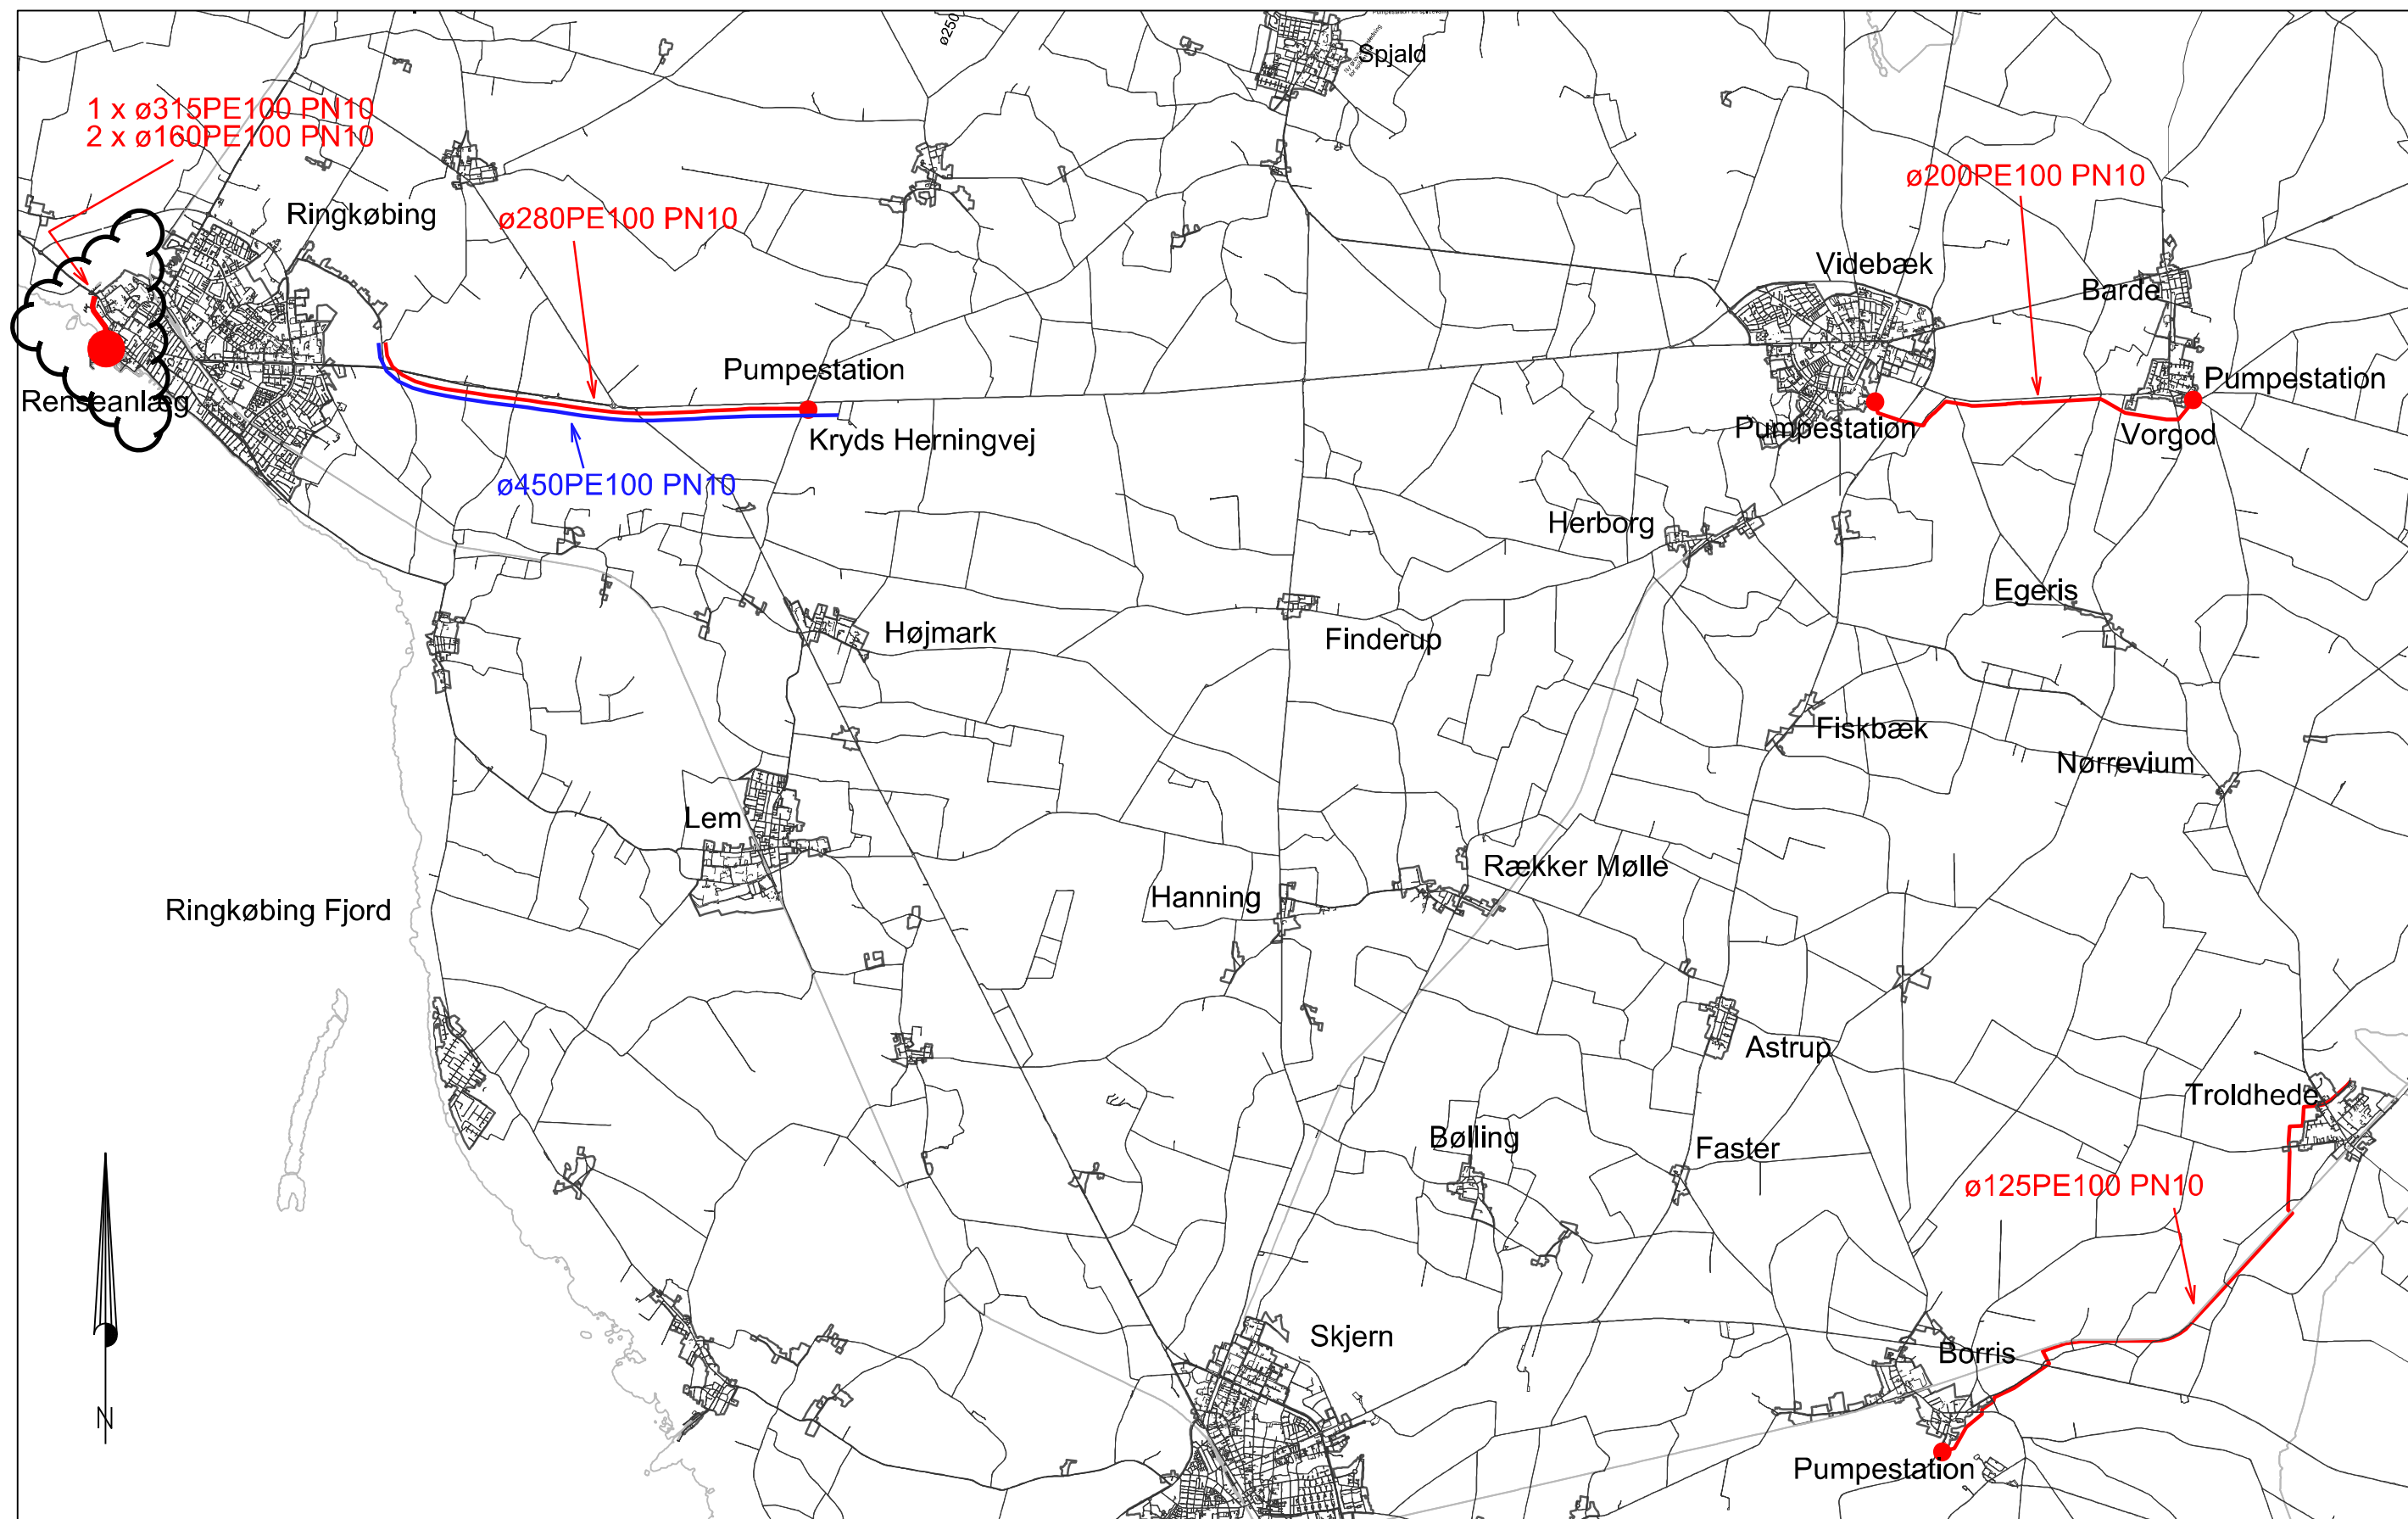 ø250
Spjald
1 x ø315PE100 PN10
2 x ø160PE100 PN10
ø200PE100 PN10
Ringkøbing
ø280PE100 PN10
Videbæk
Barde
Pumpestation
Pumpestation
Renseanlæg
Kryds Herningvej
Pumpestation
Vorgod
ø450PE100 PN10
Herborg
Egeris
Højmark
Finderup
Fiskbæk
Nørrevium
Lem
Rækker Mølle
Hanning
Ringkøbing Fjord
Astrup
Troldhede
Bølling
Faster
ø125PE100 PN10
Skjern
Borris
N
Pumpestation